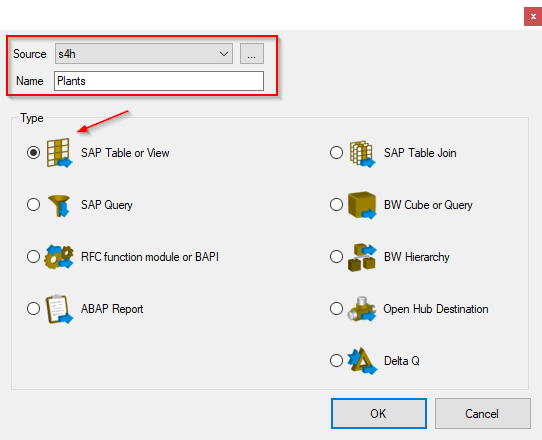 x
Source s4h ...
Name Plants
Type
SAP Table or View
SAP Table Join
SAP Query
BW Cube or Query
RFC function module or BAPI
BW Hierarchy
ABAP Report
Open Hub Destination
Delta Q
OK
Cancel